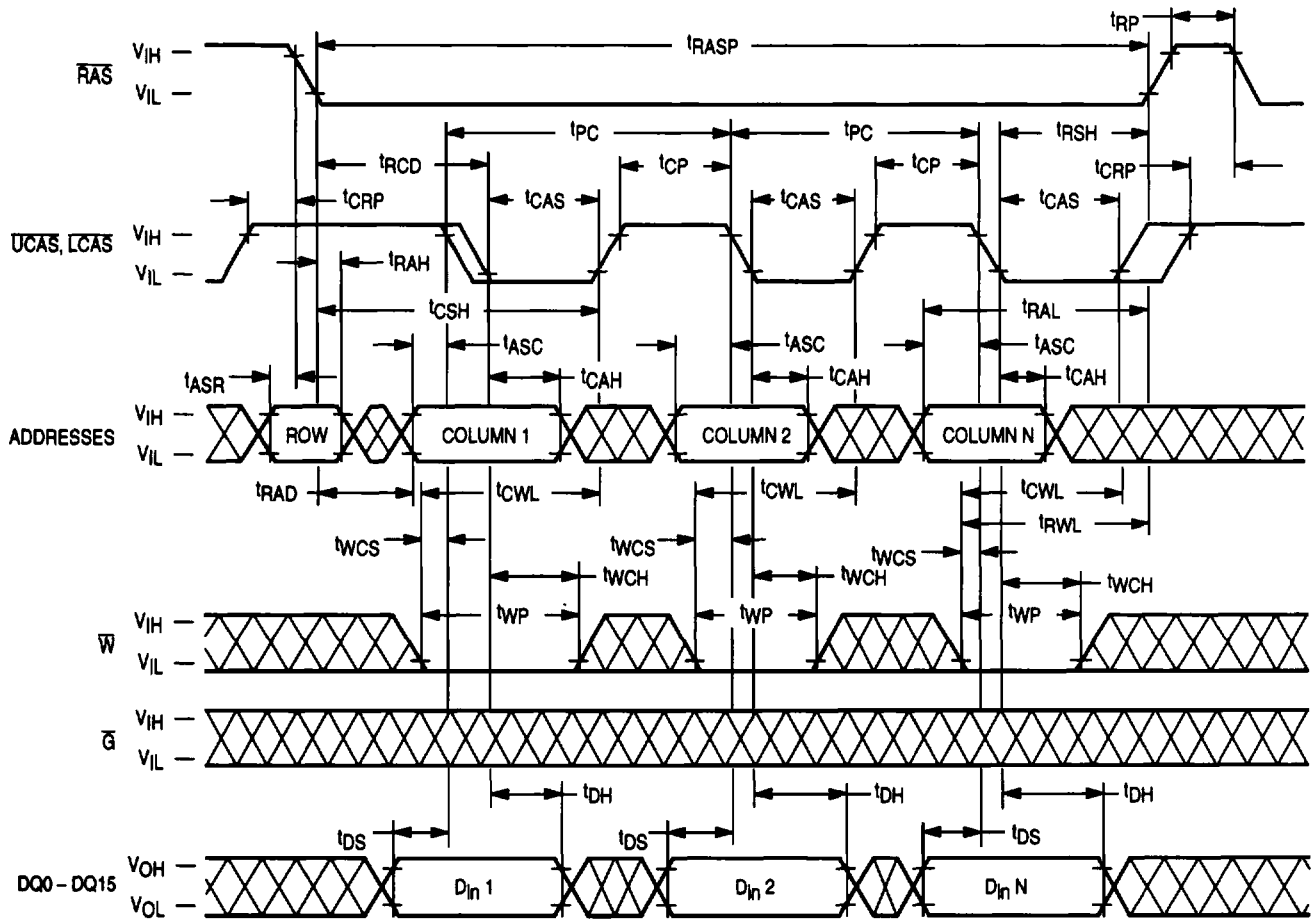 tRP
VIH
tRASP
RAS
VIL
tPC tPC tRSH
tRCD tCP tCP tCRP
tCRP tCAS tCAS tCAS
UCAS, LCAS
VIH
VIL
tRAH
tCSH tRAL
tASC tASC tASC
tASR tCAH tCAH tCAH
ADDRESSES
VIH
VIL
ROW COLUMN 1 COLUMN 2 COLUMN N
tRAD tCWL tCWL tCWL
tRWL
tWCS tWCS tWCS
tWCH tWCH tWCH
tWP tWP tWP
W
VIH
VIL
G
VIH
VIL
tDH tDH tDH
tDS tDS tDS
DQ0 – DQ15
VOH
VOL
Din 1 Din 2 Din N